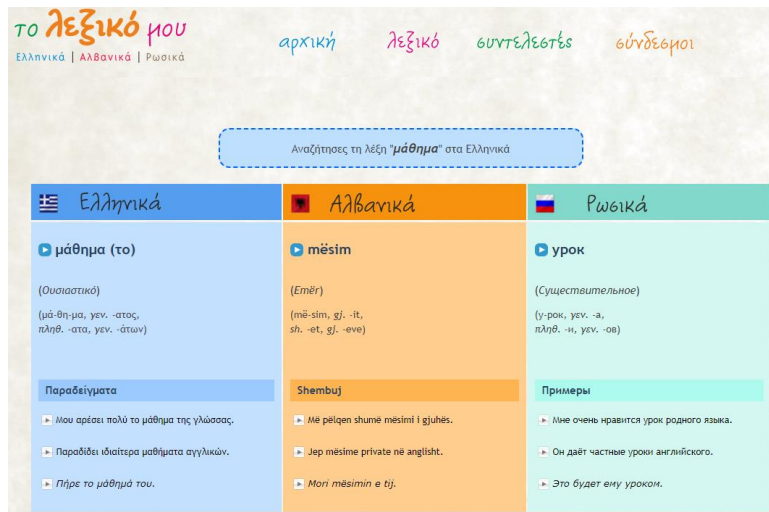 το λεξικό μου
Ελληνικά | Αλβανικά | Ρωσικά
αρχική λεξικό συντελεστές σύνδεσμοι
Αναζήτησες τη λέξη "μάθημα" στα Ελληνικά
Ελληνικά
μάθημα (το)
(Ουσιαστικό)
(μά-θη-μα, γεν. -ατος,
πληθ. -ατα, γεν. -άτων)
Παραδείγματα
Μου αρέσει πολύ το μάθημα της γλώσσας.
Παραδίδει ιδιαίτερα μαθήματα αγγλικών.
Πήρε το μάθημά του.
Αλβανικά
mësim
(Emër)
(më-sim, gj. -it,
sh. -et, gj. -eve)
Shembuj
Më pëlqen shumë mësimi i gjuhës.
Jep mësime private në anglisht.
Mori mësimin e tij.
Ρωσικά
урок
(Существительное)
(у-рок, γεν. -а,
πληθ. -и, γεν. -ов)
Примеры
Мне очень нравится урок родного языка.
Он даёт частные уроки английского.
Это будет ему уроком.